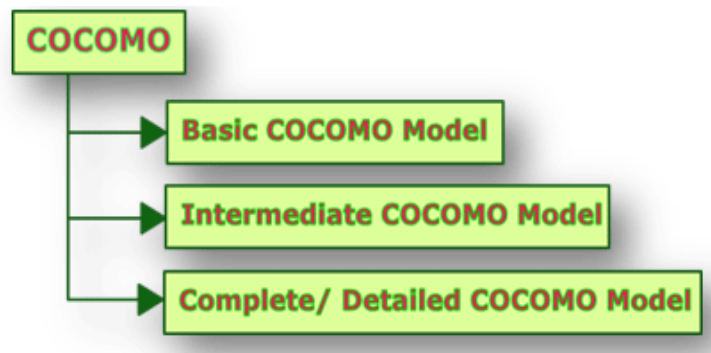 COCOMO
Basic COCOMO Model
Intermediate COCOMO Model
Complete/ Detailed COCOMO Model